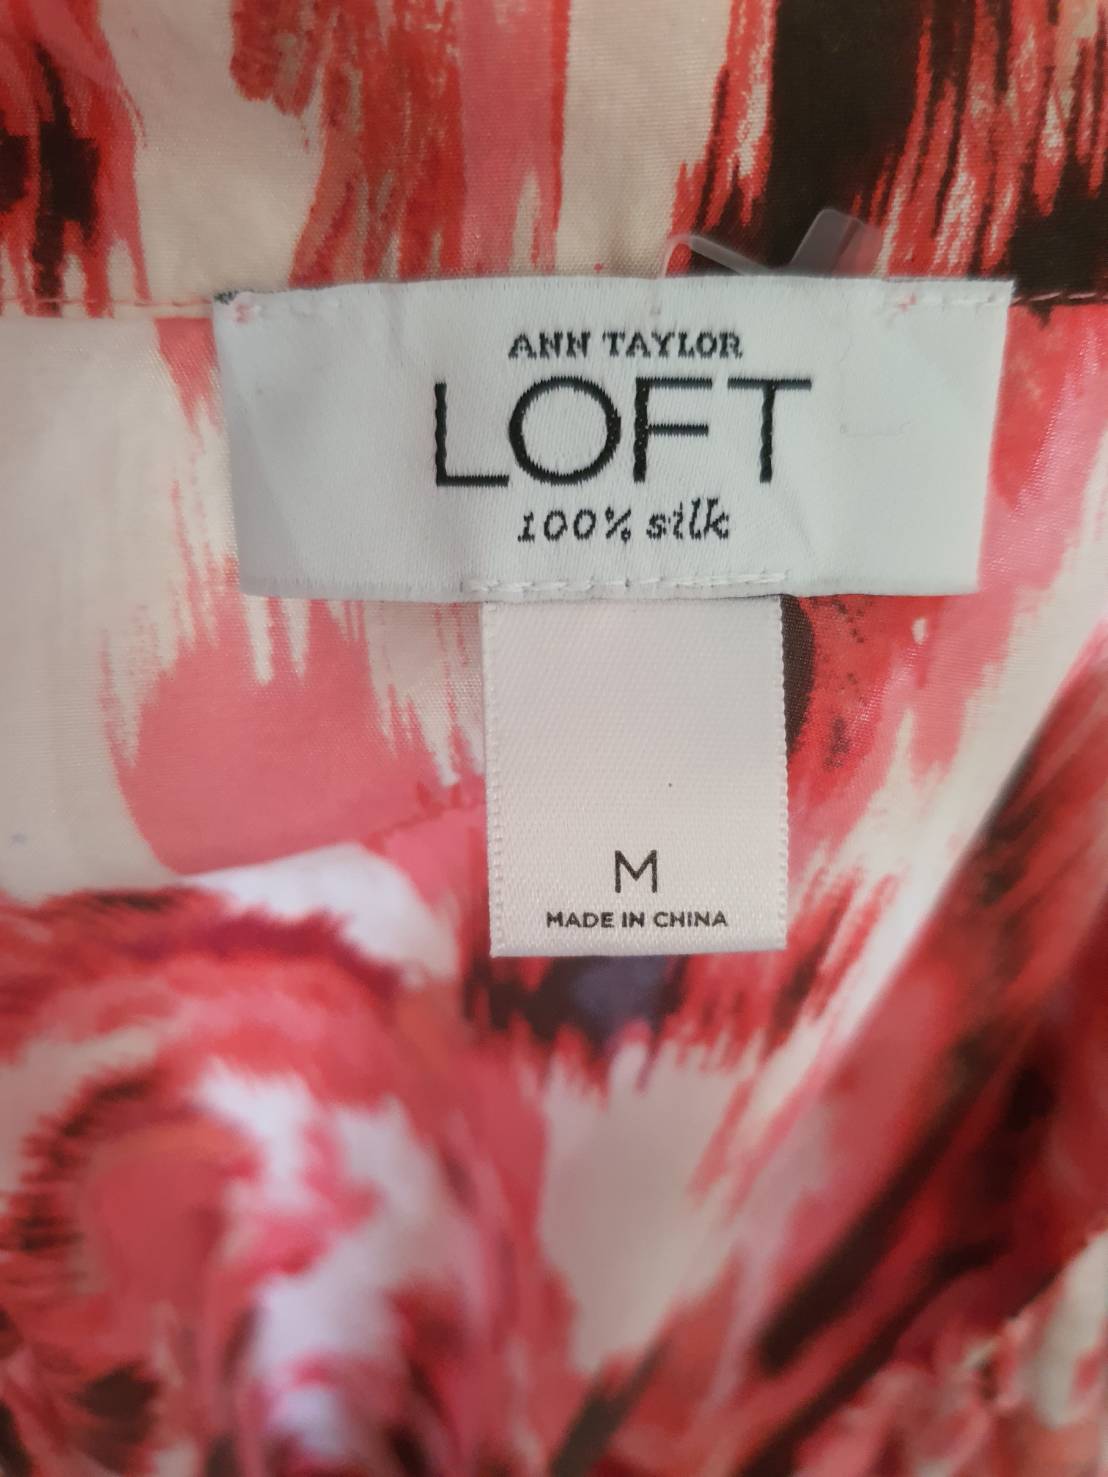 ANN TAYLOR
LOFT
100% silk
M
MADE IN CHINA